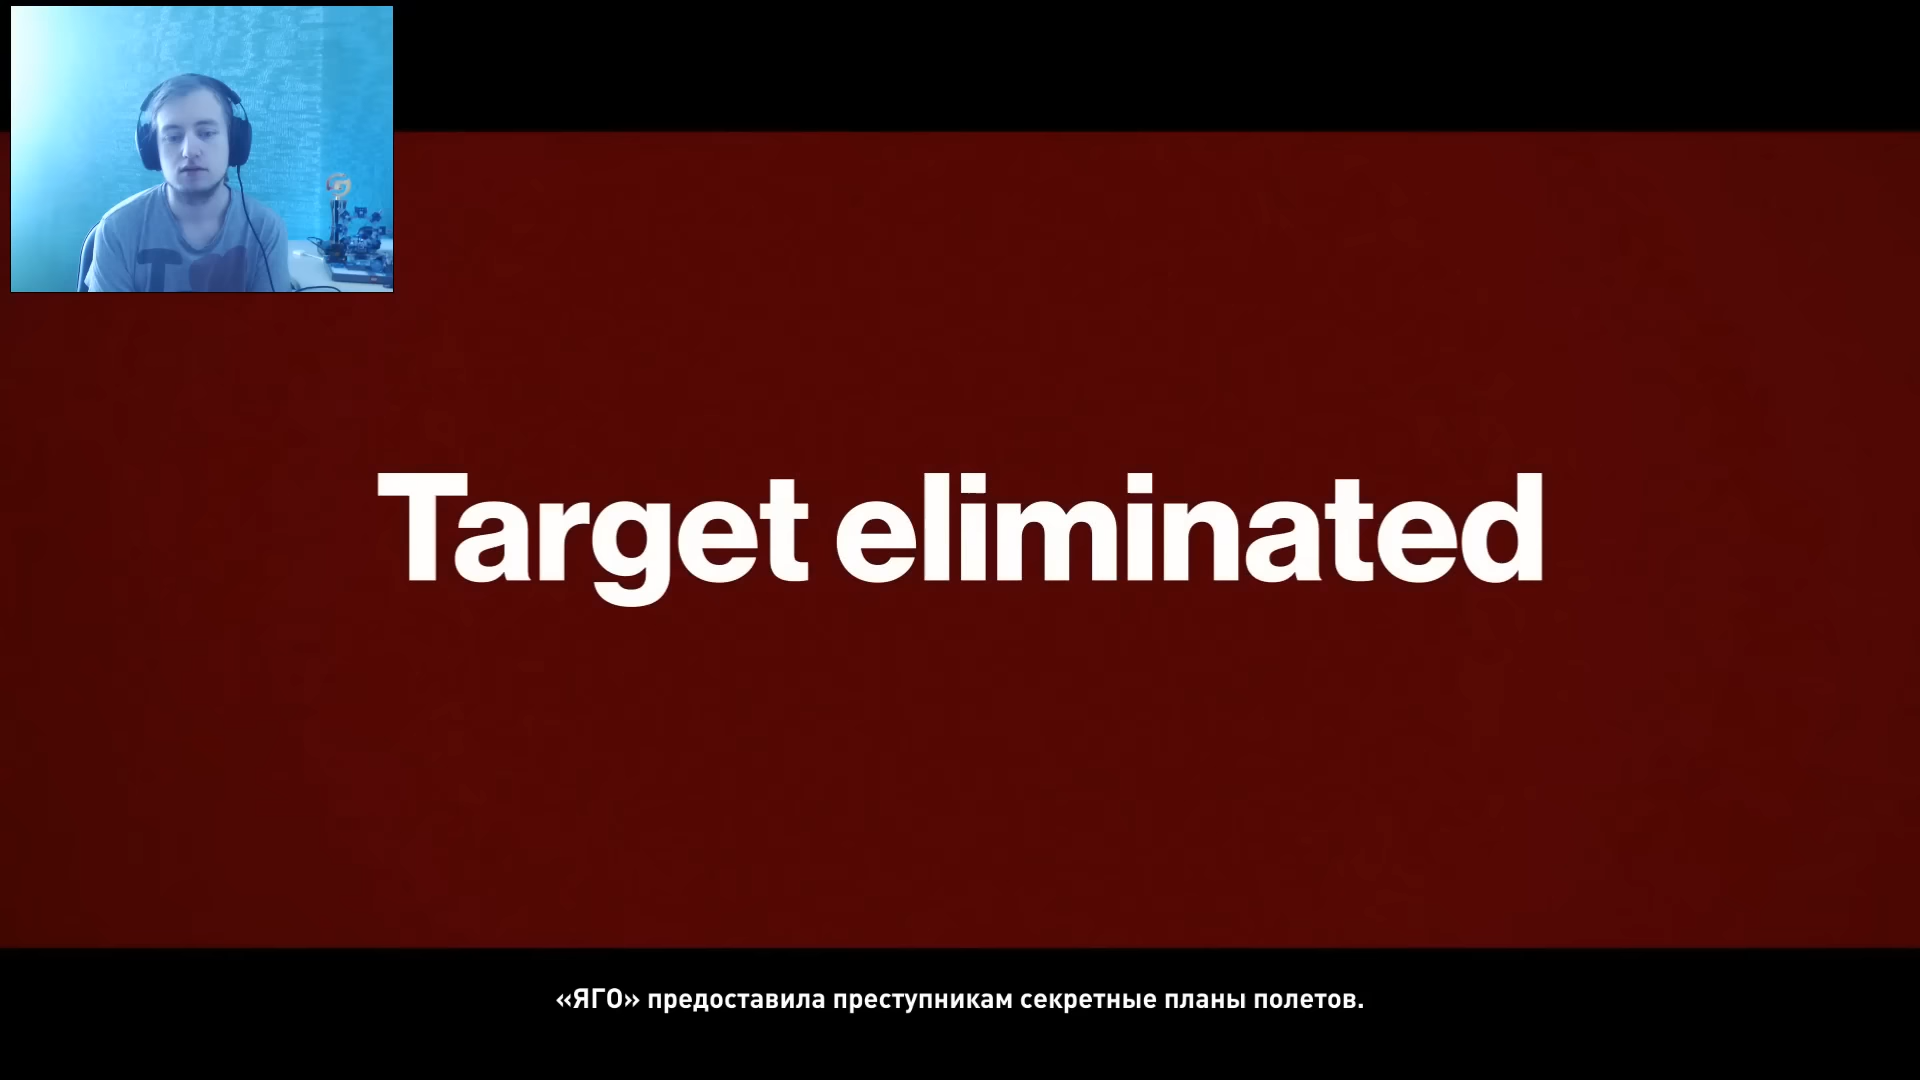 Target eliminated
«ЯГО» предоставила преступникам секретные планы полетов.